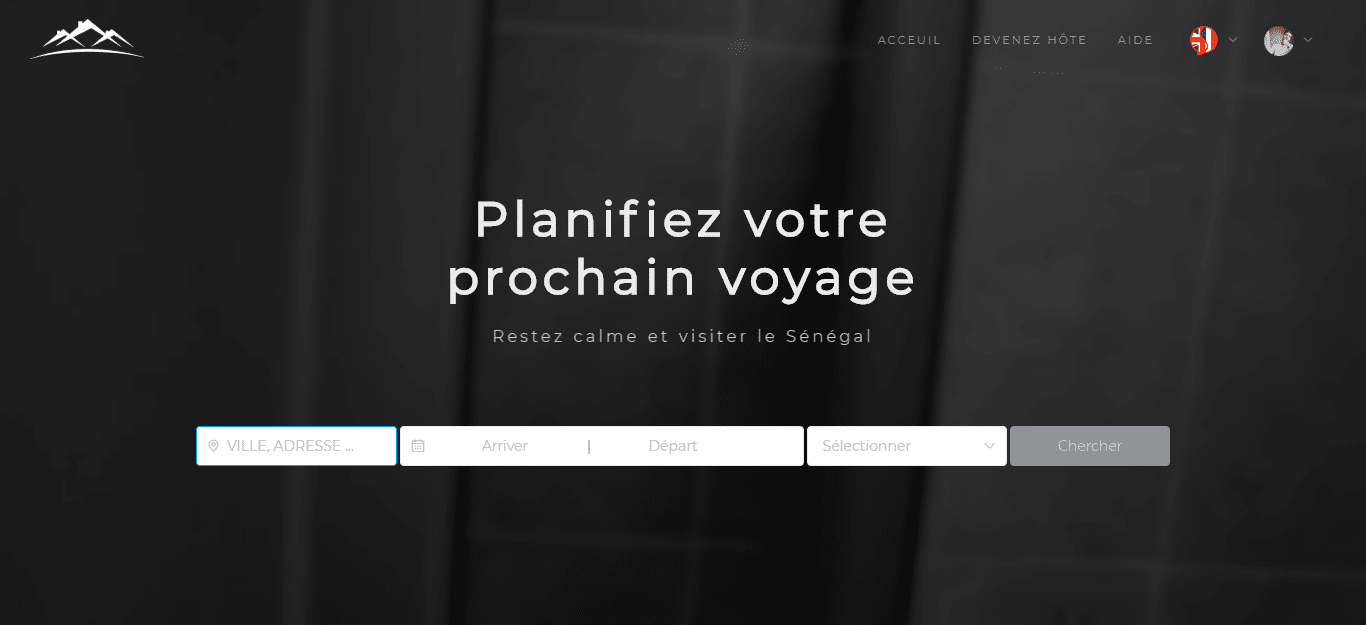 ACCEUIL DEVENEZ HÔTE AIDE
Planifiez votre
prochain voyage
Restez calme et visiter le Sénégal
VILLE, ADRESSE ... Arriver | Départ Sélectionner Chercher